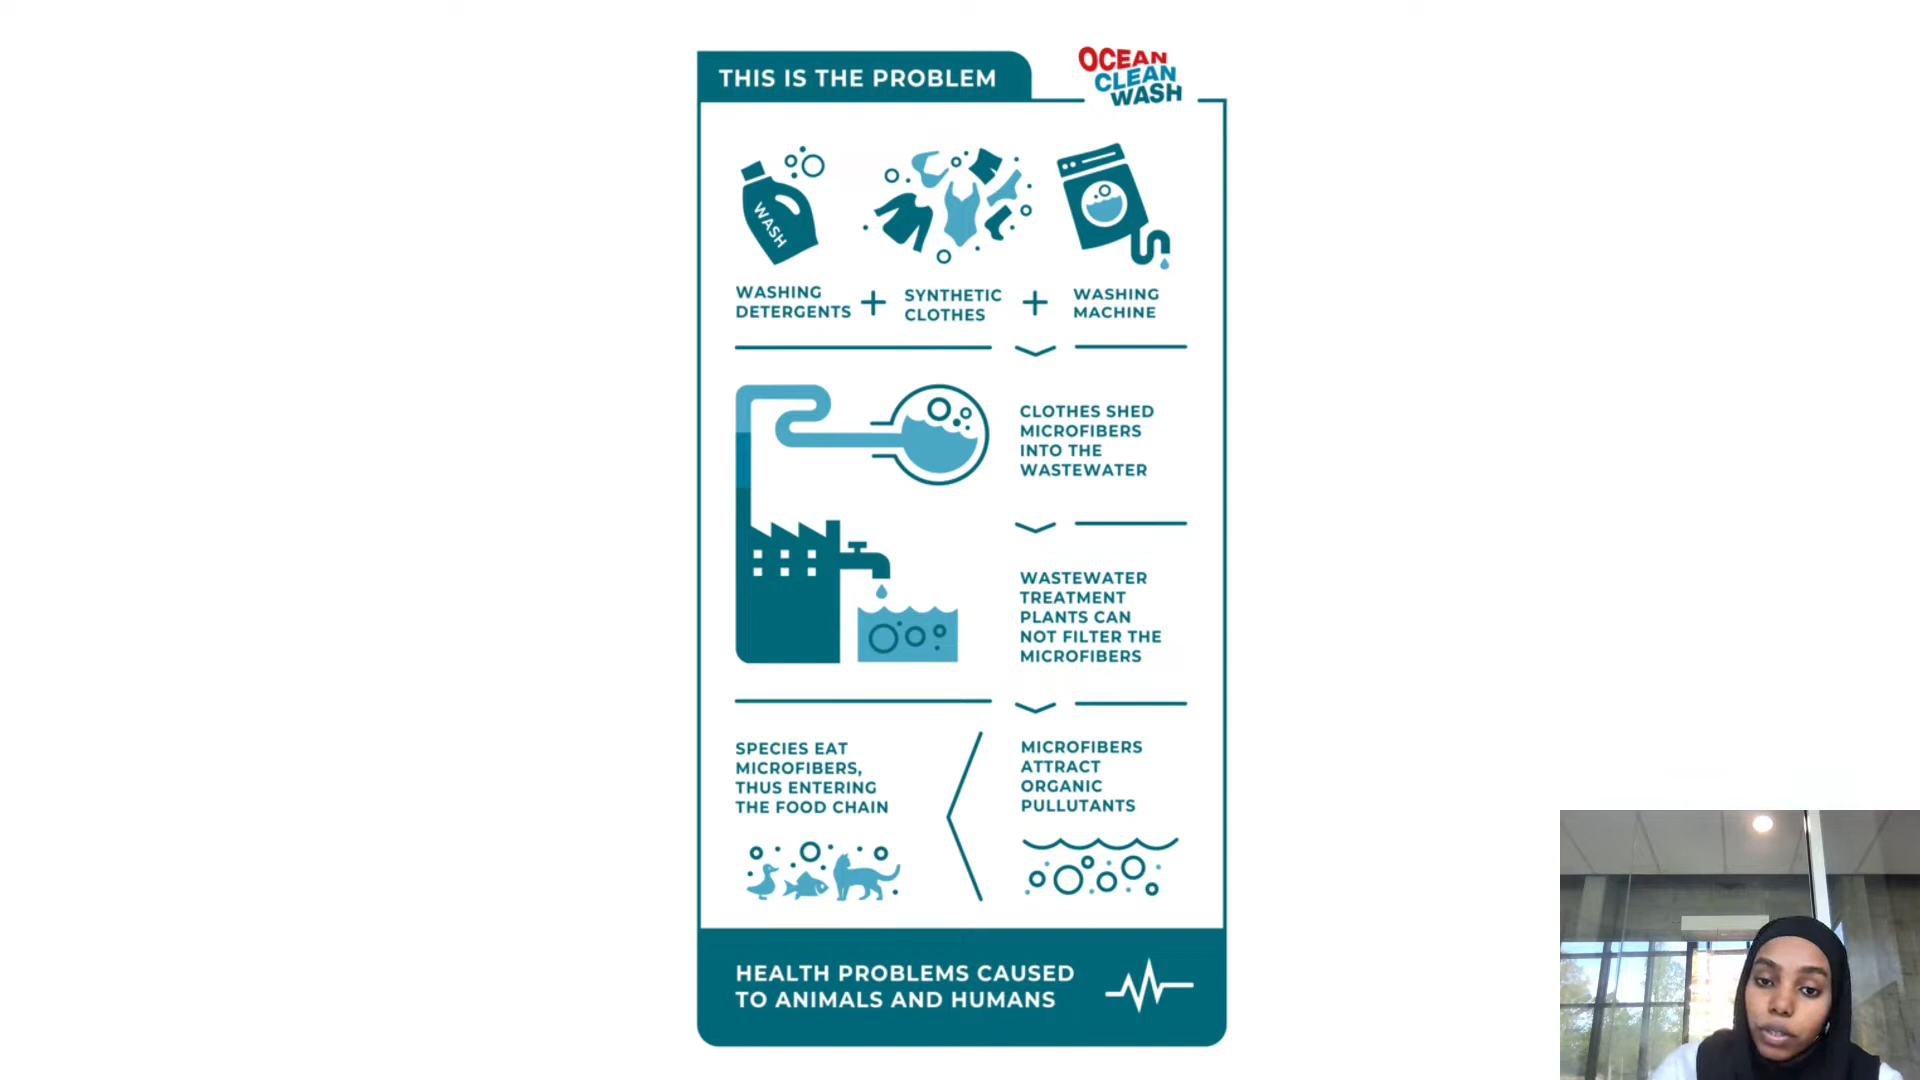 THIS IS THE PROBLEM
OCEAN
CLEAN
WASH
WASH
WASHING
DETERGENTS
+
SYNTHETIC
CLOTHES
+
WASHING
MACHINE
CLOTHES SHED
MICROFIBERS
INTO THE
WASTEWATER
WASTEWATER
TREATMENT
PLANTS CAN
NOT FILTER THE
MICROFIBERS
MICROFIBERS
ATTRACT
ORGANIC
PULLUTANTS
SPECIES EAT
MICROFIBERS,
THUS ENTERING
THE FOOD CHAIN
HEALTH PROBLEMS CAUSED
TO ANIMALS AND HUMANS